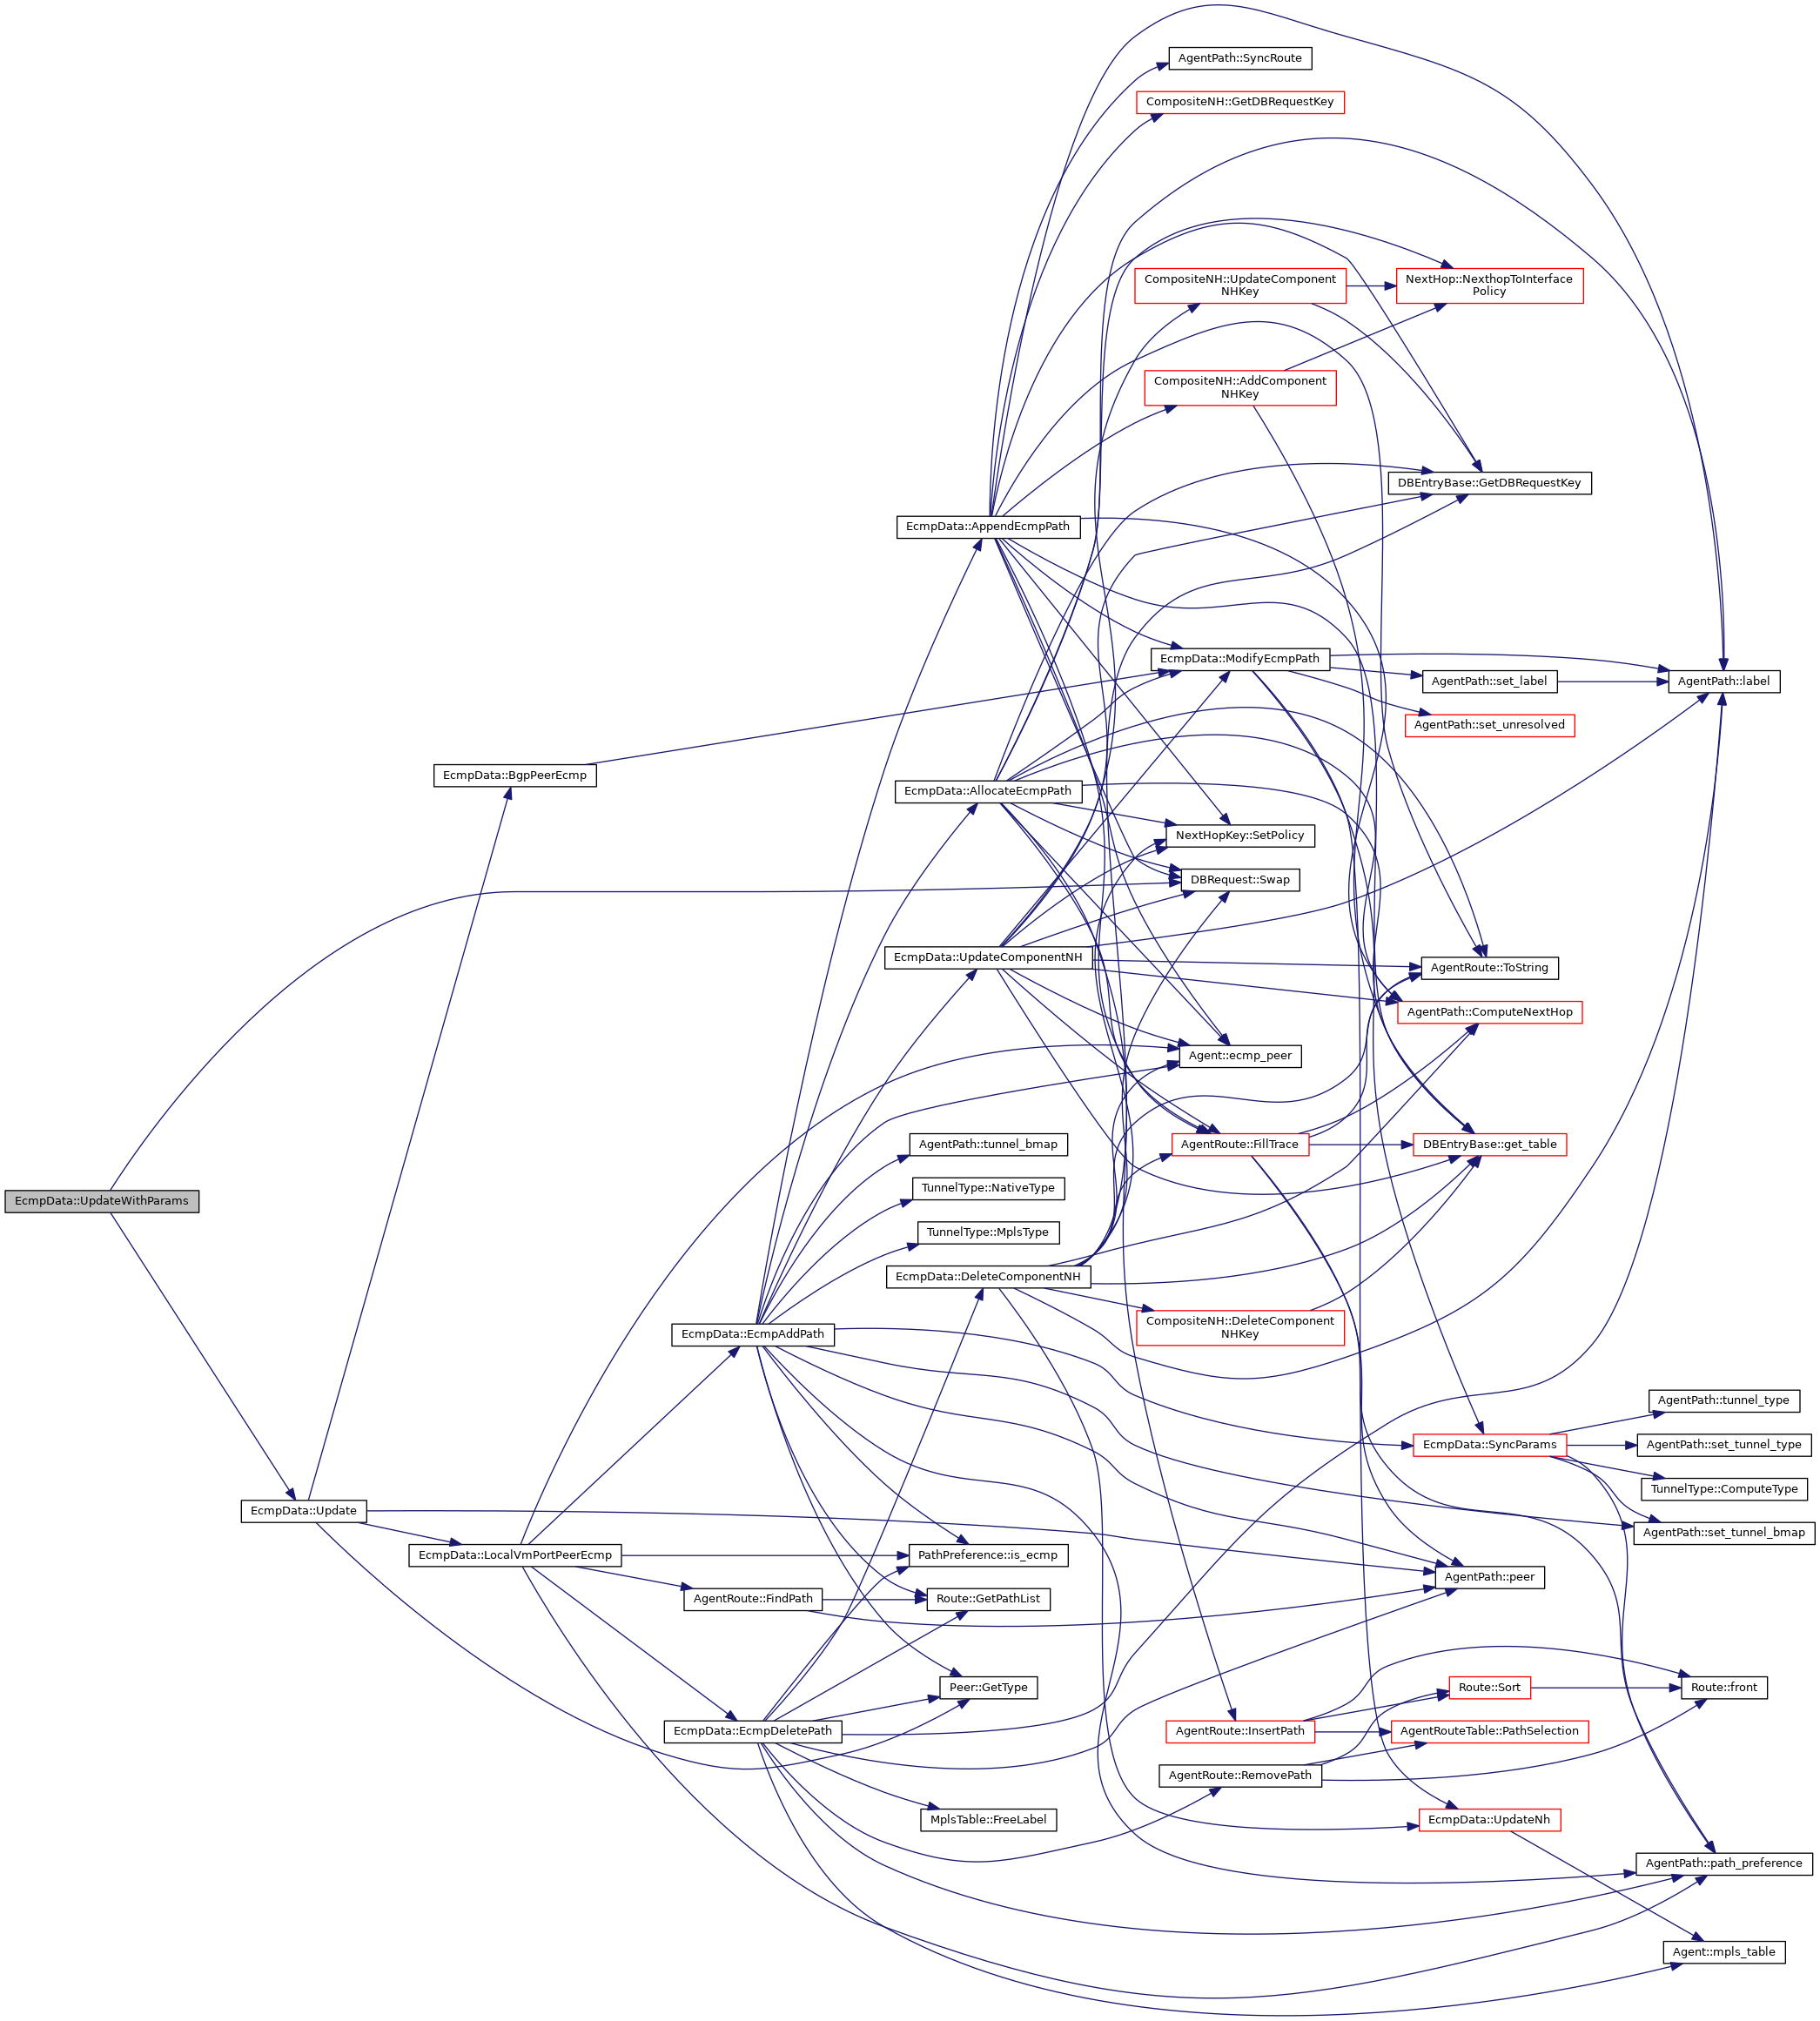 AgentPath::SyncRoute
CompositeNH::GetDBRequestKey
CompositeNH::UpdateComponent
NHKey
NextHop::NexthopToInterface
Policy
CompositeNH::AddComponent
NHKey
DBEntryBase::GetDBRequestKey
EcmpData::AppendEcmpPath
EcmpData::ModifyEcmpPath
AgentPath::set_label
AgentPath::label
AgentPath::set_unresolved
EcmpData::BgpPeerEcmp
EcmpData::AllocateEcmpPath
NextHopKey::SetPolicy
DBRequest::Swap
EcmpData::UpdateComponentNH
AgentRoute::ToString
AgentPath::ComputeNextHop
Agent::ecmp_peer
AgentPath::tunnel_bmap
AgentRoute::FillTrace
DBEntryBase::get_table
TunnelType::NativeType
EcmpData::UpdateWithParams
TunnelType::MplsType
EcmpData::DeleteComponentNH
CompositeNH::DeleteComponent
NHKey
EcmpData::EcmpAddPath
AgentPath::tunnel_type
EcmpData::SyncParams
AgentPath::set_tunnel_type
TunnelType::ComputeType
EcmpData::Update
AgentPath::set_tunnel_bmap
EcmpData::LocalVmPortPeerEcmp
PathPreference::is_ecmp
AgentPath::peer
AgentRoute::FindPath
Route::GetPathList
Peer::GetType
Route::Sort
Route::front
EcmpData::EcmpDeletePath
AgentRoute::InsertPath
AgentRouteTable::PathSelection
AgentRoute::RemovePath
MplsTable::FreeLabel
EcmpData::UpdateNh
AgentPath::path_preference
Agent::mpls_table